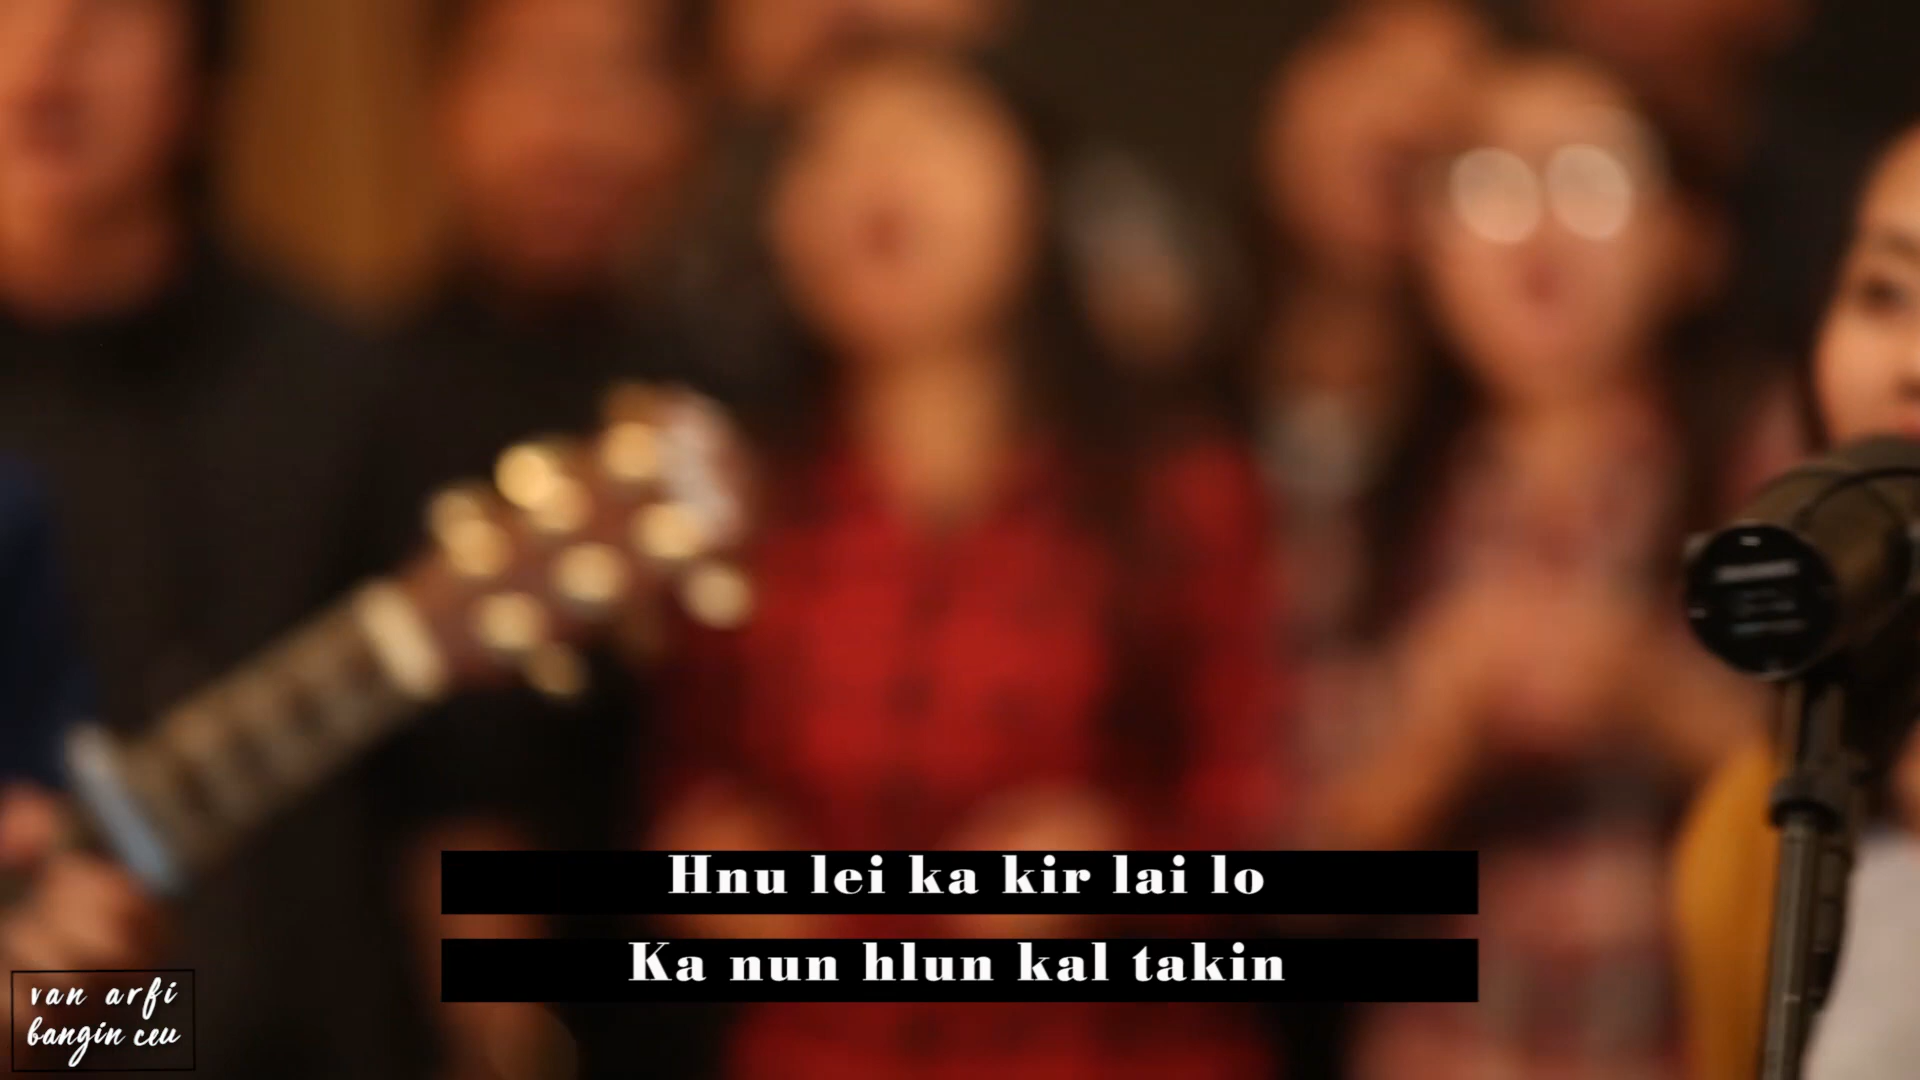 Hnu lei ka kir lai lo
Ka nun hlun kal takin
van arfi
bangin ceu